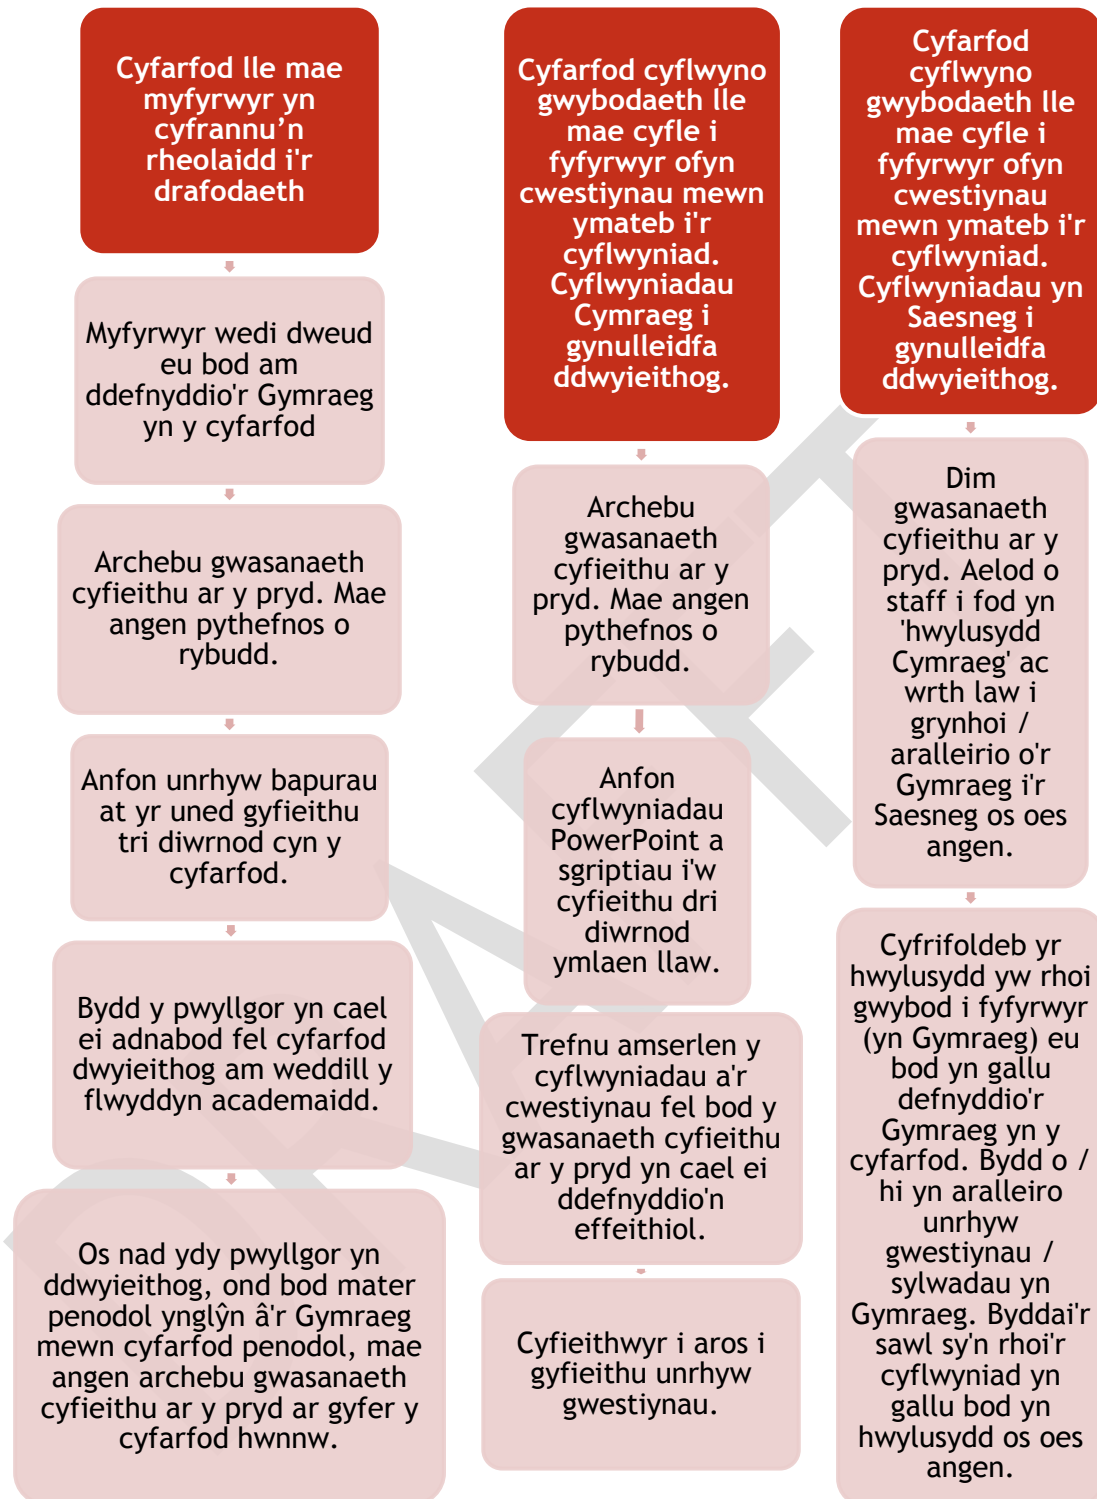 Cyfarfod lle mae
myfyrwyr yn
cyfrannu’n
rheolaidd i'r
drafodaeth
Myfyrwyr wedi dweud
eu bod am
ddefnyddio'r Gymraeg
yn y cyfarfod
Archebu gwasanaeth
cyfieithu ar y pryd. Mae
angen pythefnos o
rybudd.
Anfon unrhyw bapurau
at yr uned gyfieithu
tri diwrnod cyn y
cyfarfod.
Bydd y pwyllgor yn cael
ei adnabod fel cyfarfod
dwyieithog am weddill y
flwyddyn academaidd.
Os nad ydy pwyllgor yn
ddwyieithog, ond bod mater
penodol ynglŷn â'r Gymraeg
mewn cyfarfod penodol, mae
angen archebu gwasanaeth
cyfieithu ar y pryd ar gyfer y
cyfarfod hwnnw.
Cyfarfod cyflwyno
gwybodaeth lle
mae cyfle i
fyfyrwyr ofyn
cwestiynau mewn
ymateb i'r
cyflwyniad.
Cyflwyniadau
Cymraeg i
gynulleidfa
ddwyieithog.
Archebu
gwasanaeth
cyfieithu ar y
pryd. Mae angen
pythefnos o
rybudd.
Anfon
cyflwyniadau
PowerPoint a
sgriptiau i'w
cyfieithu dri
diwrnod
ymlaen llaw.
Trefnu amserlen y
cyflwyniadau a'r
cwestiynau fel bod y
gwasanaeth cyfieithu
ar y pryd yn cael ei
ddefnyddio'n
effeithiol.
Cyfieithwyr i aros i
gyfieithu unrhyw
gwestiynau.
Cyfarfod
cyflwyno
gwybodaeth lle
mae cyfle i
fyfyrwyr ofyn
cwestiynau
mewn ymateb i'r
cyflwyniad.
Cyflwyniadau yn
Saesneg i
gynulleidfa
ddwyieithog.
Dim
gwasanaeth
cyfieithu ar y
pryd. Aelod o
staff i fod yn
'hwylusydd
Cymraeg' ac
wrth law i
grynhoi /
aralleirio o'r
Gymraeg i'r
Saesneg os oes
angen.
Cyfrifoldeb yr
hwylusydd yw rhoi
gwybod i fyfyrwyr
(yn Gymraeg) eu
bod yn gallu
defnyddio'r
Gymraeg yn y
cyfarfod. Bydd o /
hi yn aralleiro
unrhyw
gwestiynau /
sylwadau yn
Gymraeg. Byddai'r
sawl sy'n rhoi'r
cyflwyniad yn
gallu bod yn
hwylusydd os oes
angen.
DRAFFT